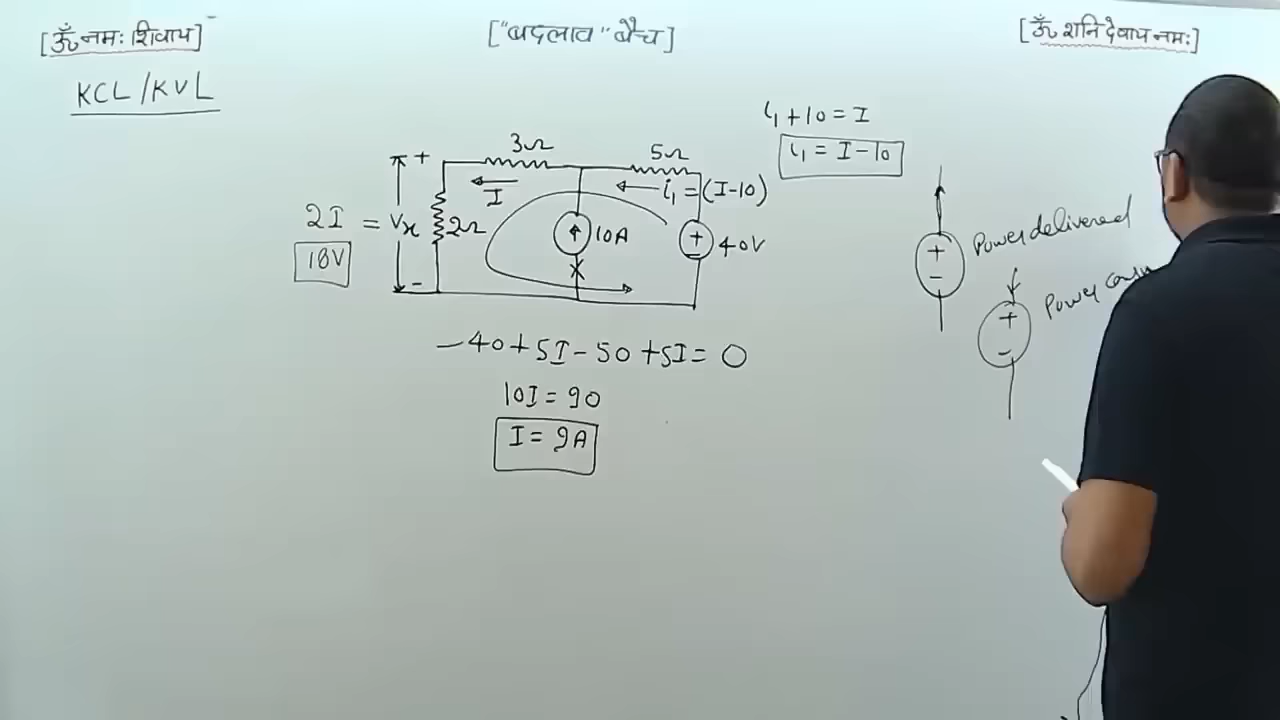 [ॐ नमः शिवाय]
["बदलाव" बैच]
[ॐ शनि देवाय नमः]
KCL/KVL
i₁+10=I
i₁=I-10
3Ω
5Ω
+
I
i₁=(I-10)
2I = Vx
2Ω
10A
+
-
40V
18V
-
-40+5I-50+5I=0
10I=90
I=9A
+
-
Power delivered
+
-
Power